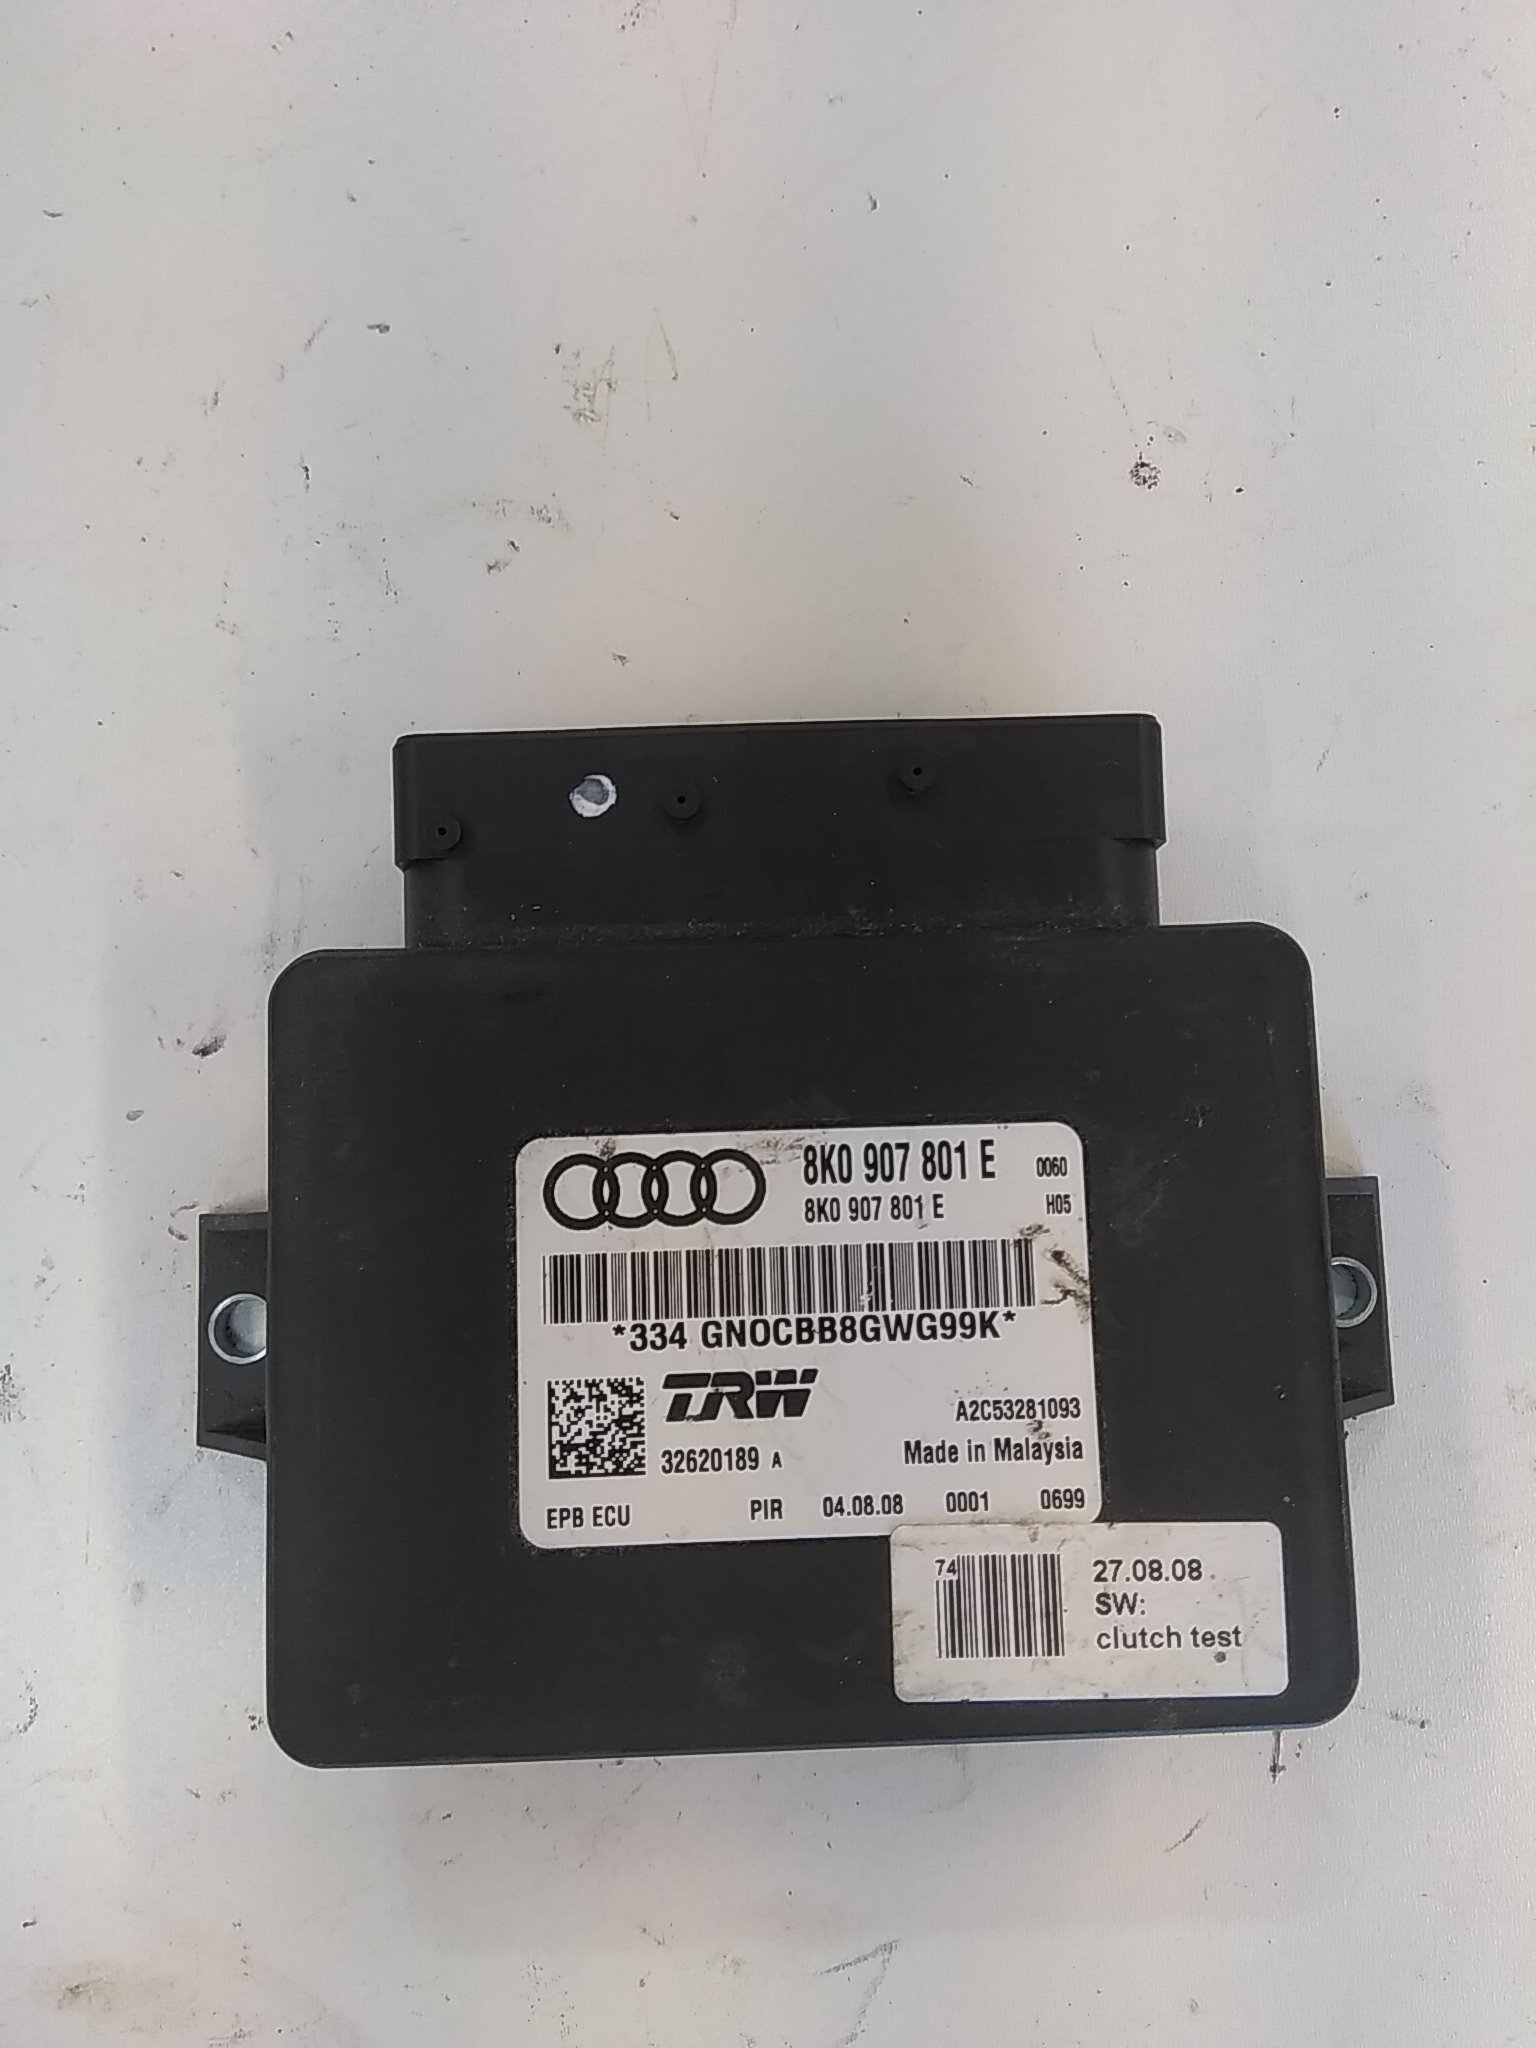 8K0 907 801 E 0060
8K0 907 801 E H05
*334 GN0CBB8GWG99K*
TRW
A2C53281093
32620189 A Made in Malaysia
EPB ECU PIR 04.08.08 0001 0699
74 27.08.08
SW:
clutch test